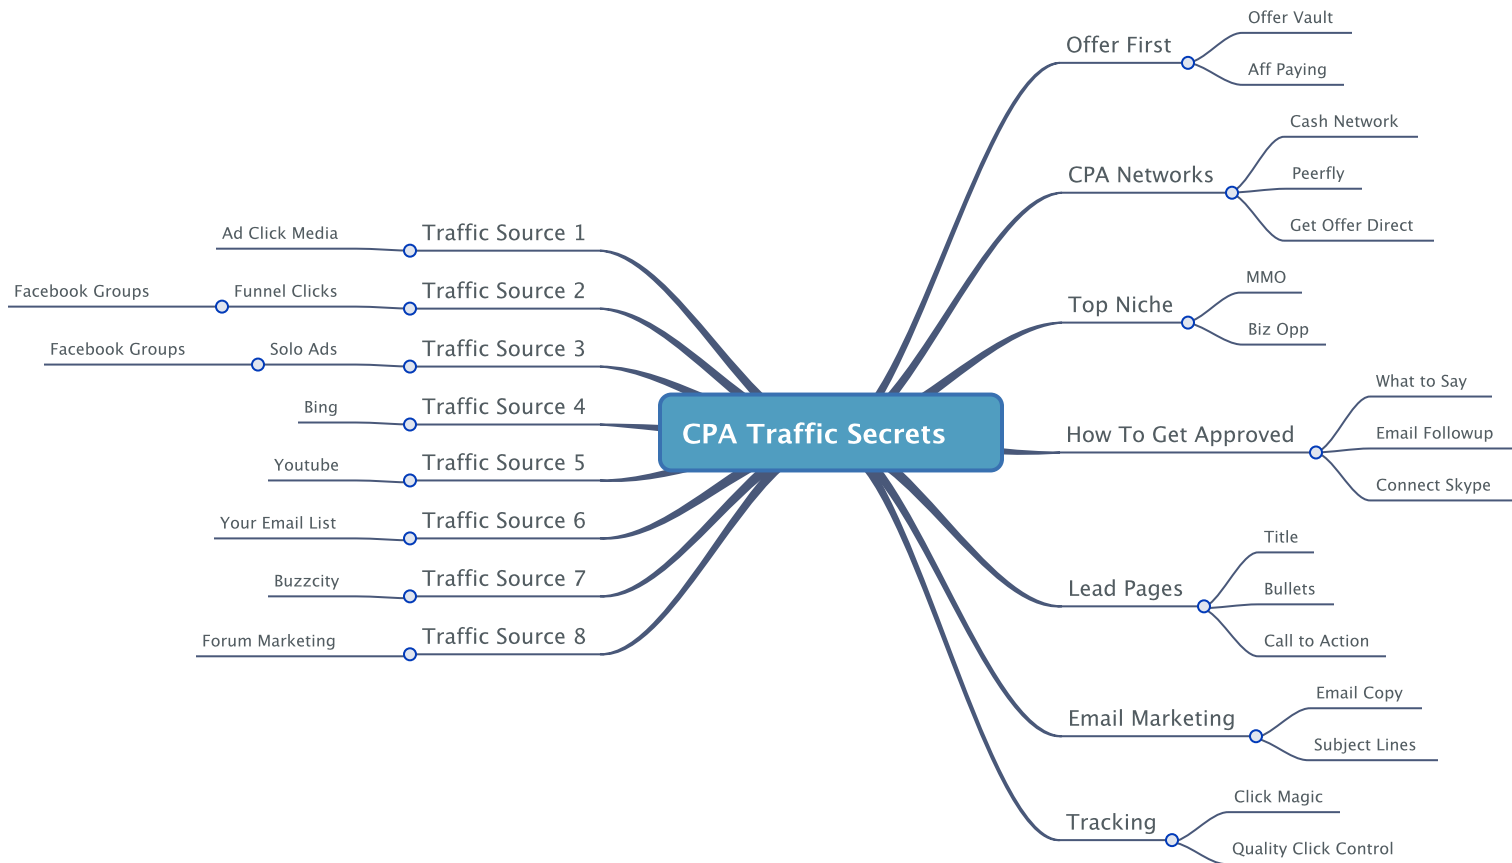 CPA Traffic Secrets
Offer First
Offer Vault
Aff Paying
CPA Networks
Cash Network
Peerfly
Get Offer Direct
Top Niche
MMO
Biz Opp
How To Get Approved
What to Say
Email Followup
Connect Skype
Lead Pages
Title
Bullets
Call to Action
Email Marketing
Email Copy
Subject Lines
Tracking
Click Magic
Quality Click Control
Traffic Source 1
Ad Click Media
Traffic Source 2
Funnel Clicks
Facebook Groups
Traffic Source 3
Solo Ads
Facebook Groups
Traffic Source 4
Bing
Traffic Source 5
Youtube
Traffic Source 6
Your Email List
Traffic Source 7
Buzzcity
Traffic Source 8
Forum Marketing